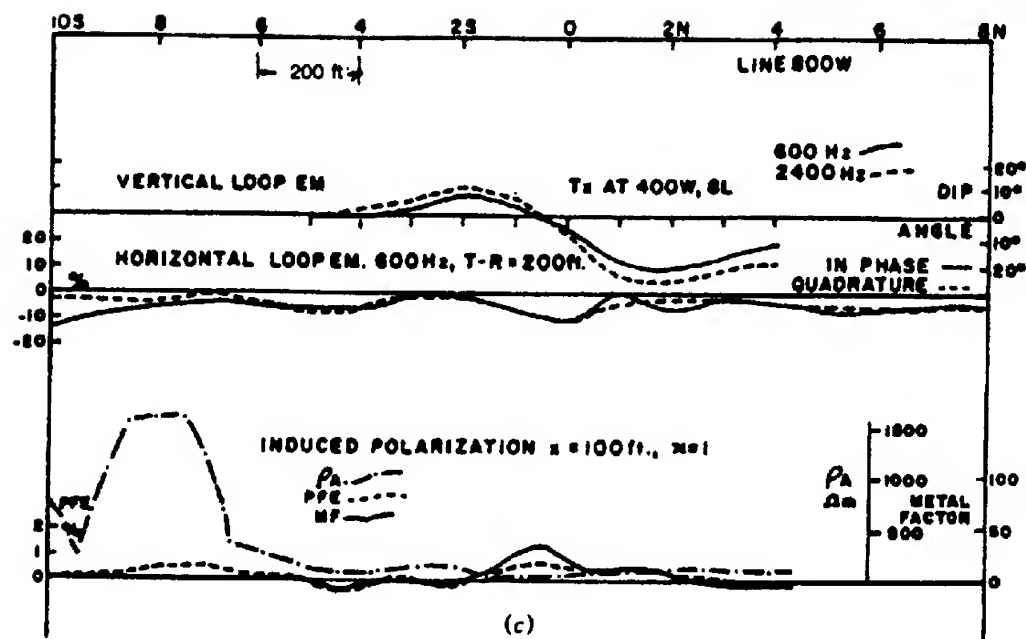 10S 8 6 4 2S 0 2N 4 6 8N
200 ft
LINE 800W
600 Hz
2400 Hz
VERTICAL LOOP EM
Tx AT 400W, 8L
20°
DIP 10°
0
ANGLE
10°
20°
20
10
%
0
-10
-20
HORIZONTAL LOOP EM. 600Hz, T-R = 200ft.
IN PHASE
QUADRATURE
INDUCED POLARIZATION x = 100ft., n=1
ρA
PFE
MF
PFE
%
2
1
0
ρA
Ωm
1500
1000
500
METAL
FACTOR
100
50
0
(c)